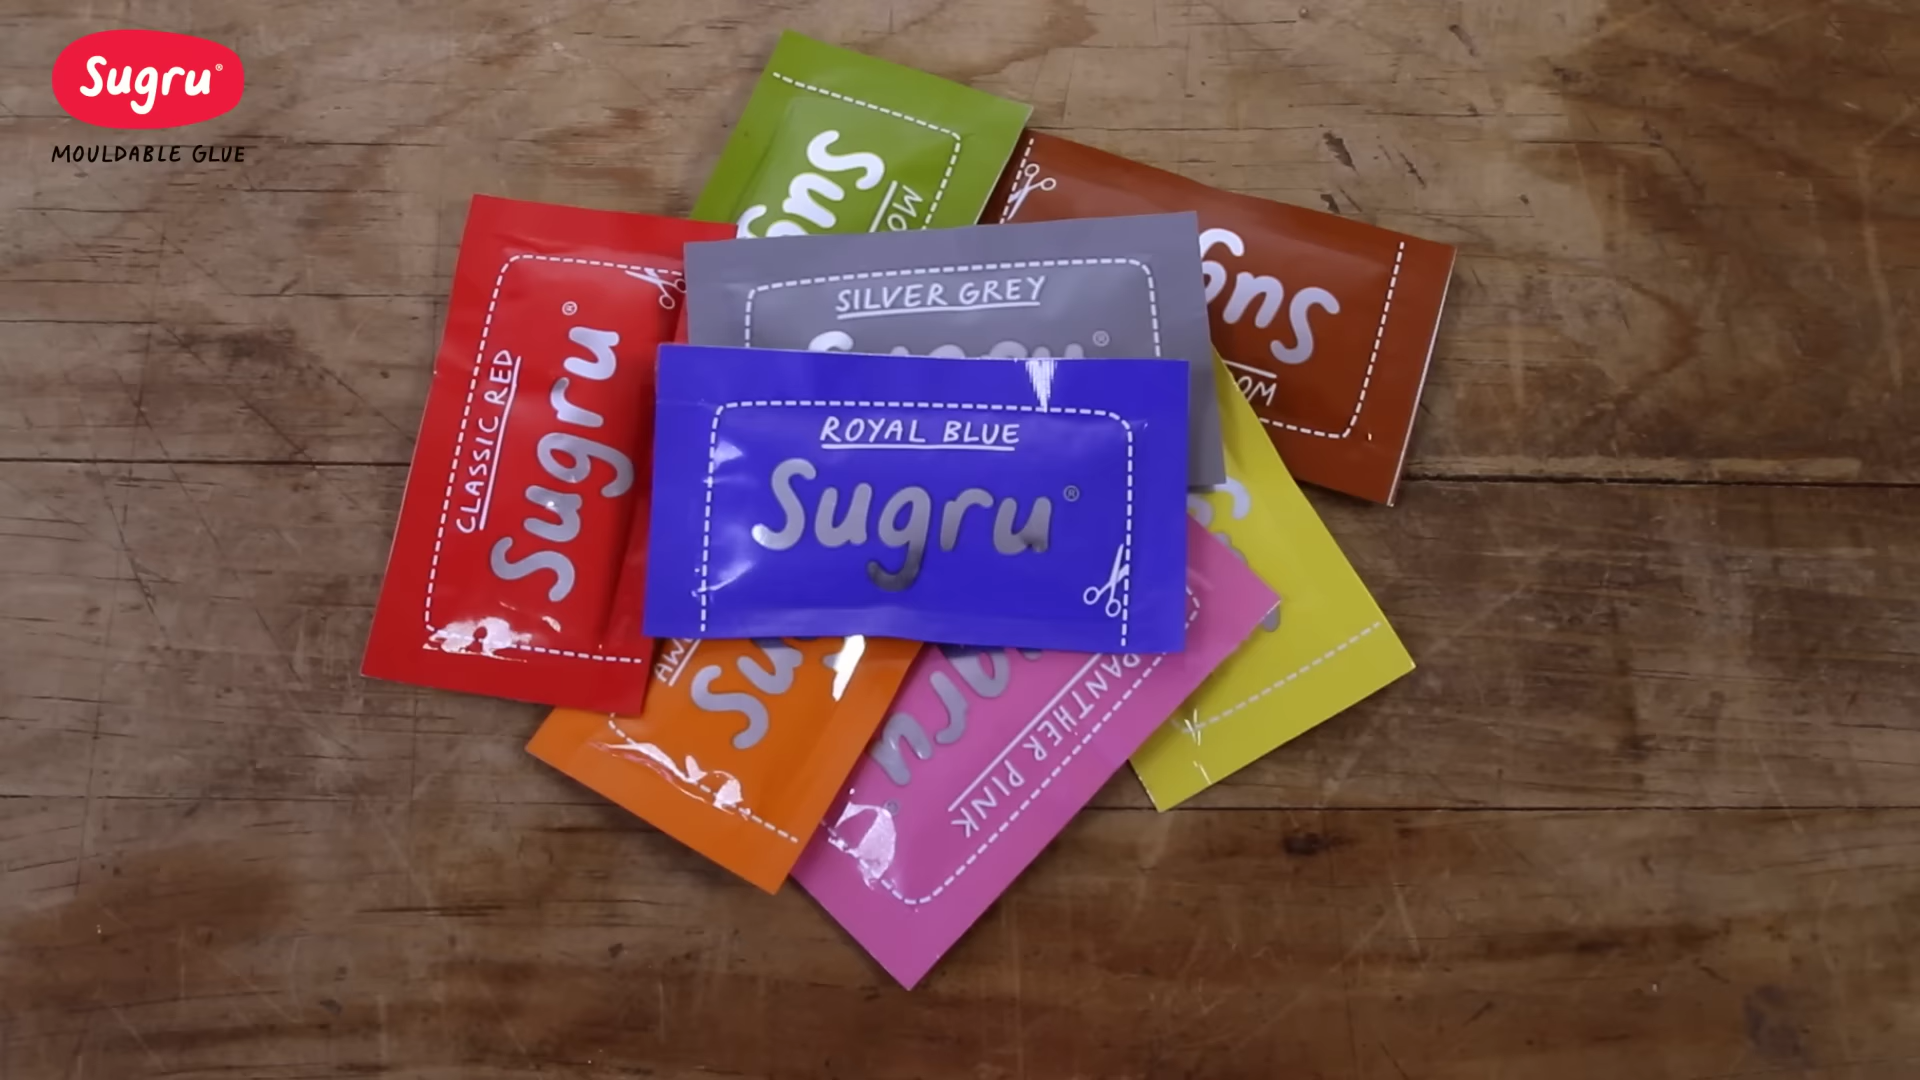 Sugru®
MOULDABLE GLUE
SILVER GREY
ROYAL BLUE
Sugru®
CLASSIC RED
Sugru®
PANTHER PINK